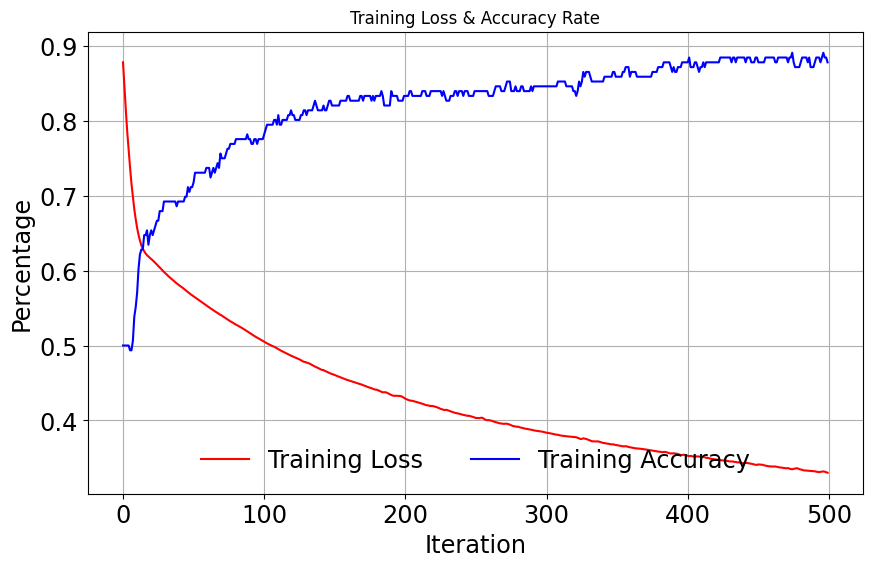 Training Loss & Accuracy Rate
0.9
0.8
0.7
0.6
0.5
0.4
Percentage
Training Loss
Training Accuracy
0
100
200
300
400
500
Iteration